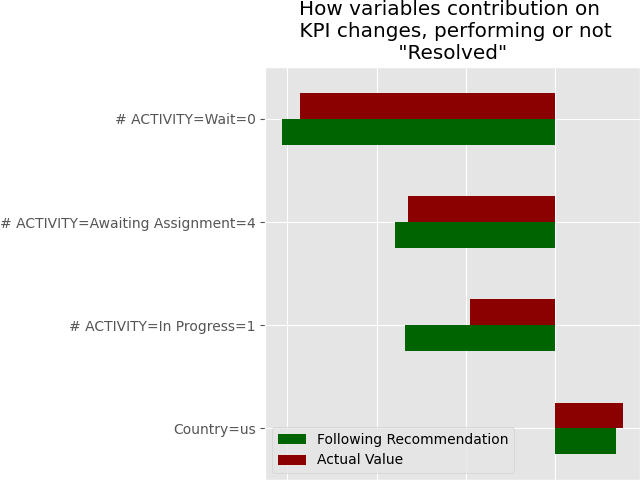 How variables contribution on
KPI changes, performing or not
"Resolved"
# ACTIVITY=Wait=0
# ACTIVITY=Awaiting Assignment=4
# ACTIVITY=In Progress=1
Country=us
Following Recommendation
Actual Value